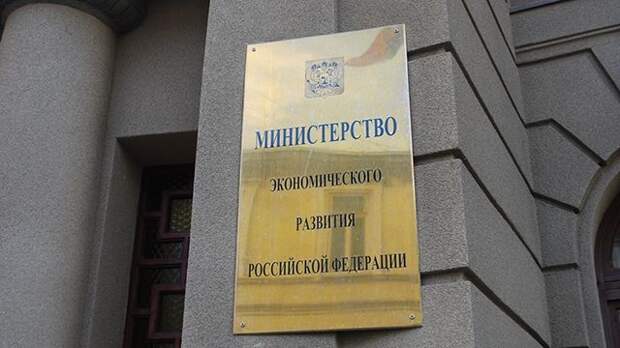 МИНИСТЕРСТВО
ЭКОНОМИЧЕСКОГО
РАЗВИТИЯ
РОССИЙСКОЙ ФЕДЕРАЦИИ